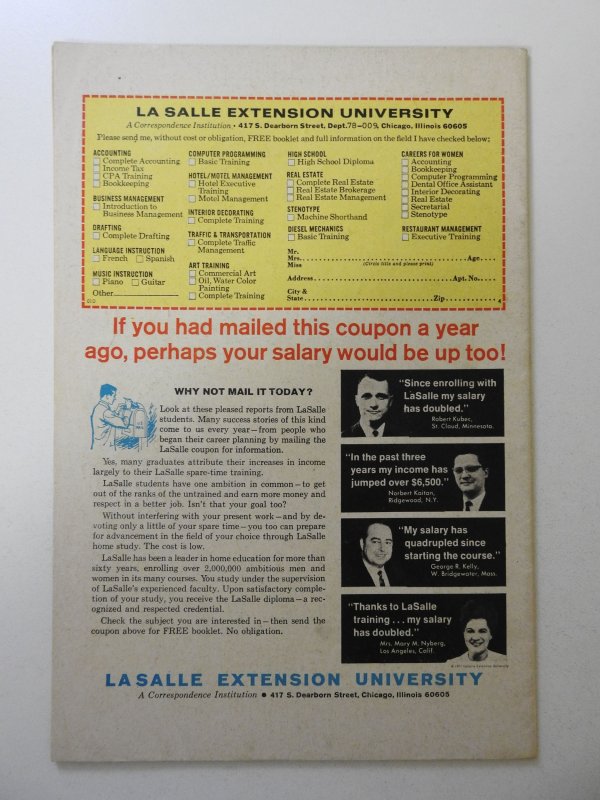 LA SALLE EXTENSION UNIVERSITY
A Correspondence Institution • 417 S. Dearborn Street, Dept. 78-009, Chicago, Illinois 60605
Please send me, without cost or obligation, FREE booklet and full information on the field I have checked below:
ACCOUNTING
Complete Accounting
Income Tax
CPA Training
Bookkeeping
BUSINESS MANAGEMENT
Introduction to
Business Management
DRAFTING
Complete Drafting
LANGUAGE INSTRUCTION
French Spanish
MUSIC INSTRUCTION
Piano Guitar
Other
010
COMPUTER PROGRAMMING
Basic Training
HOTEL/MOTEL MANAGEMENT
Hotel Executive
Training
Motel Management
INTERIOR DECORATING
Complete Training
TRAFFIC & TRANSPORTATION
Complete Traffic
Management
ART TRAINING
Commercial Art
Oil, Water Color
Painting
Complete Training
HIGH SCHOOL
High School Diploma
REAL ESTATE
Complete Real Estate
Real Estate Brokerage
Real Estate Management
STENOTYPE
Machine Shorthand
DIESEL MECHANICS
Basic Training
CAREERS FOR WOMEN
Accounting
Bookkeeping
Computer Programming
Dental Office Assistant
Interior Decorating
Real Estate
Secretarial
Stenotype
RESTAURANT MANAGEMENT
Executive Training
Mr.
Mrs. Age
Miss (Circle title and please print)
Address Apt. No.
City &
State Zip 4
If you had mailed this coupon a year
ago, perhaps your salary would be up too!
WHY NOT MAIL IT TODAY?
Look at these pleased reports from LaSalle
students. Many success stories of this kind
come to us every year—from people who
began their career planning by mailing the
LaSalle coupon for information.
Yes, many graduates attribute their increases in income
largely to their LaSalle spare-time training.
LaSalle students have one ambition in common—to get
out of the ranks of the untrained and earn more money and
respect in a better job. Isn't that your goal too?
Without interfering with your present work—and by de-
voting only a little of your spare time—you too can prepare
for advancement in the field of your choice through LaSalle
home study. The cost is low.
LaSalle has been a leader in home education for more than
sixty years, enrolling over 2,000,000 ambitious men and
women in its many courses. You study under the supervision
of LaSalle's experienced faculty. Upon satisfactory comple-
tion of your study, you receive the LaSalle diploma—a rec-
ognized and respected credential.
Check the subject you are interested in—then send the
coupon above for FREE booklet. No obligation.
"Since enrolling with
LaSalle my salary
has doubled."
Robert Kubec,
St. Cloud, Minnesota.
"In the past three
years my income has
jumped over $6,500."
Norbert Kaitan,
Ridgewood, N.Y.
"My salary has
quadrupled since
starting the course."
George R. Kelly,
W. Bridgewater, Mass.
"Thanks to LaSalle
training . . . my salary
has doubled."
Mrs. Mary M. Nyberg,
Los Angeles, Calif.
© 1971 LaSalle Extension University
LA SALLE EXTENSION UNIVERSITY
A Correspondence Institution • 417 S. Dearborn Street, Chicago, Illinois 60605